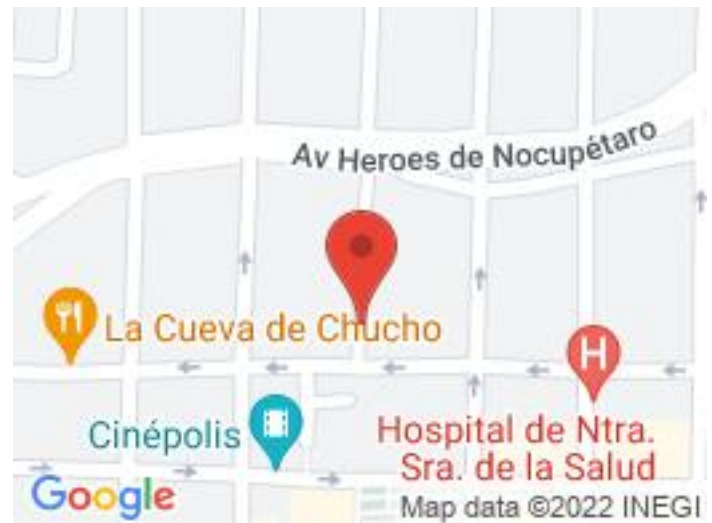 Av Heroes de Nocupétaro
La Cueva de Chucho
H
Cinépolis
Hospital de Ntra.
Sra. de la Salud
Google
Map data ©2022 INEGI